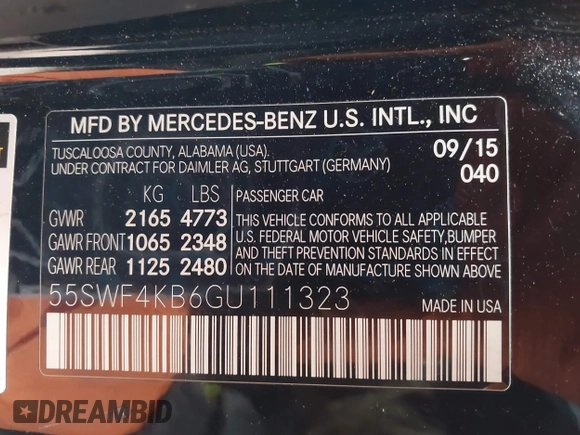 MFD BY MERCEDES-BENZ U.S. INTL., INC
TUSCALOOSA COUNTY, ALABAMA (USA). 09/15
UNDER CONTRACT FOR DAIMLER AG, STUTTGART (GERMANY) 040
KG LBS PASSENGER CAR
GVWR 2165 4773 THIS VEHICLE CONFORMS TO ALL APPLICABLE
GAWR FRONT 1065 2348 U.S. FEDERAL MOTOR VEHICLE SAFETY, BUMPER
AND THEFT PREVENTION STANDARDS IN EFFECT
GAWR REAR 1125 2480 ON THE DATE OF MANUFACTURE SHOWN ABOVE.
55SWF4KB6GU111323 MADE IN USA
DREAMBID